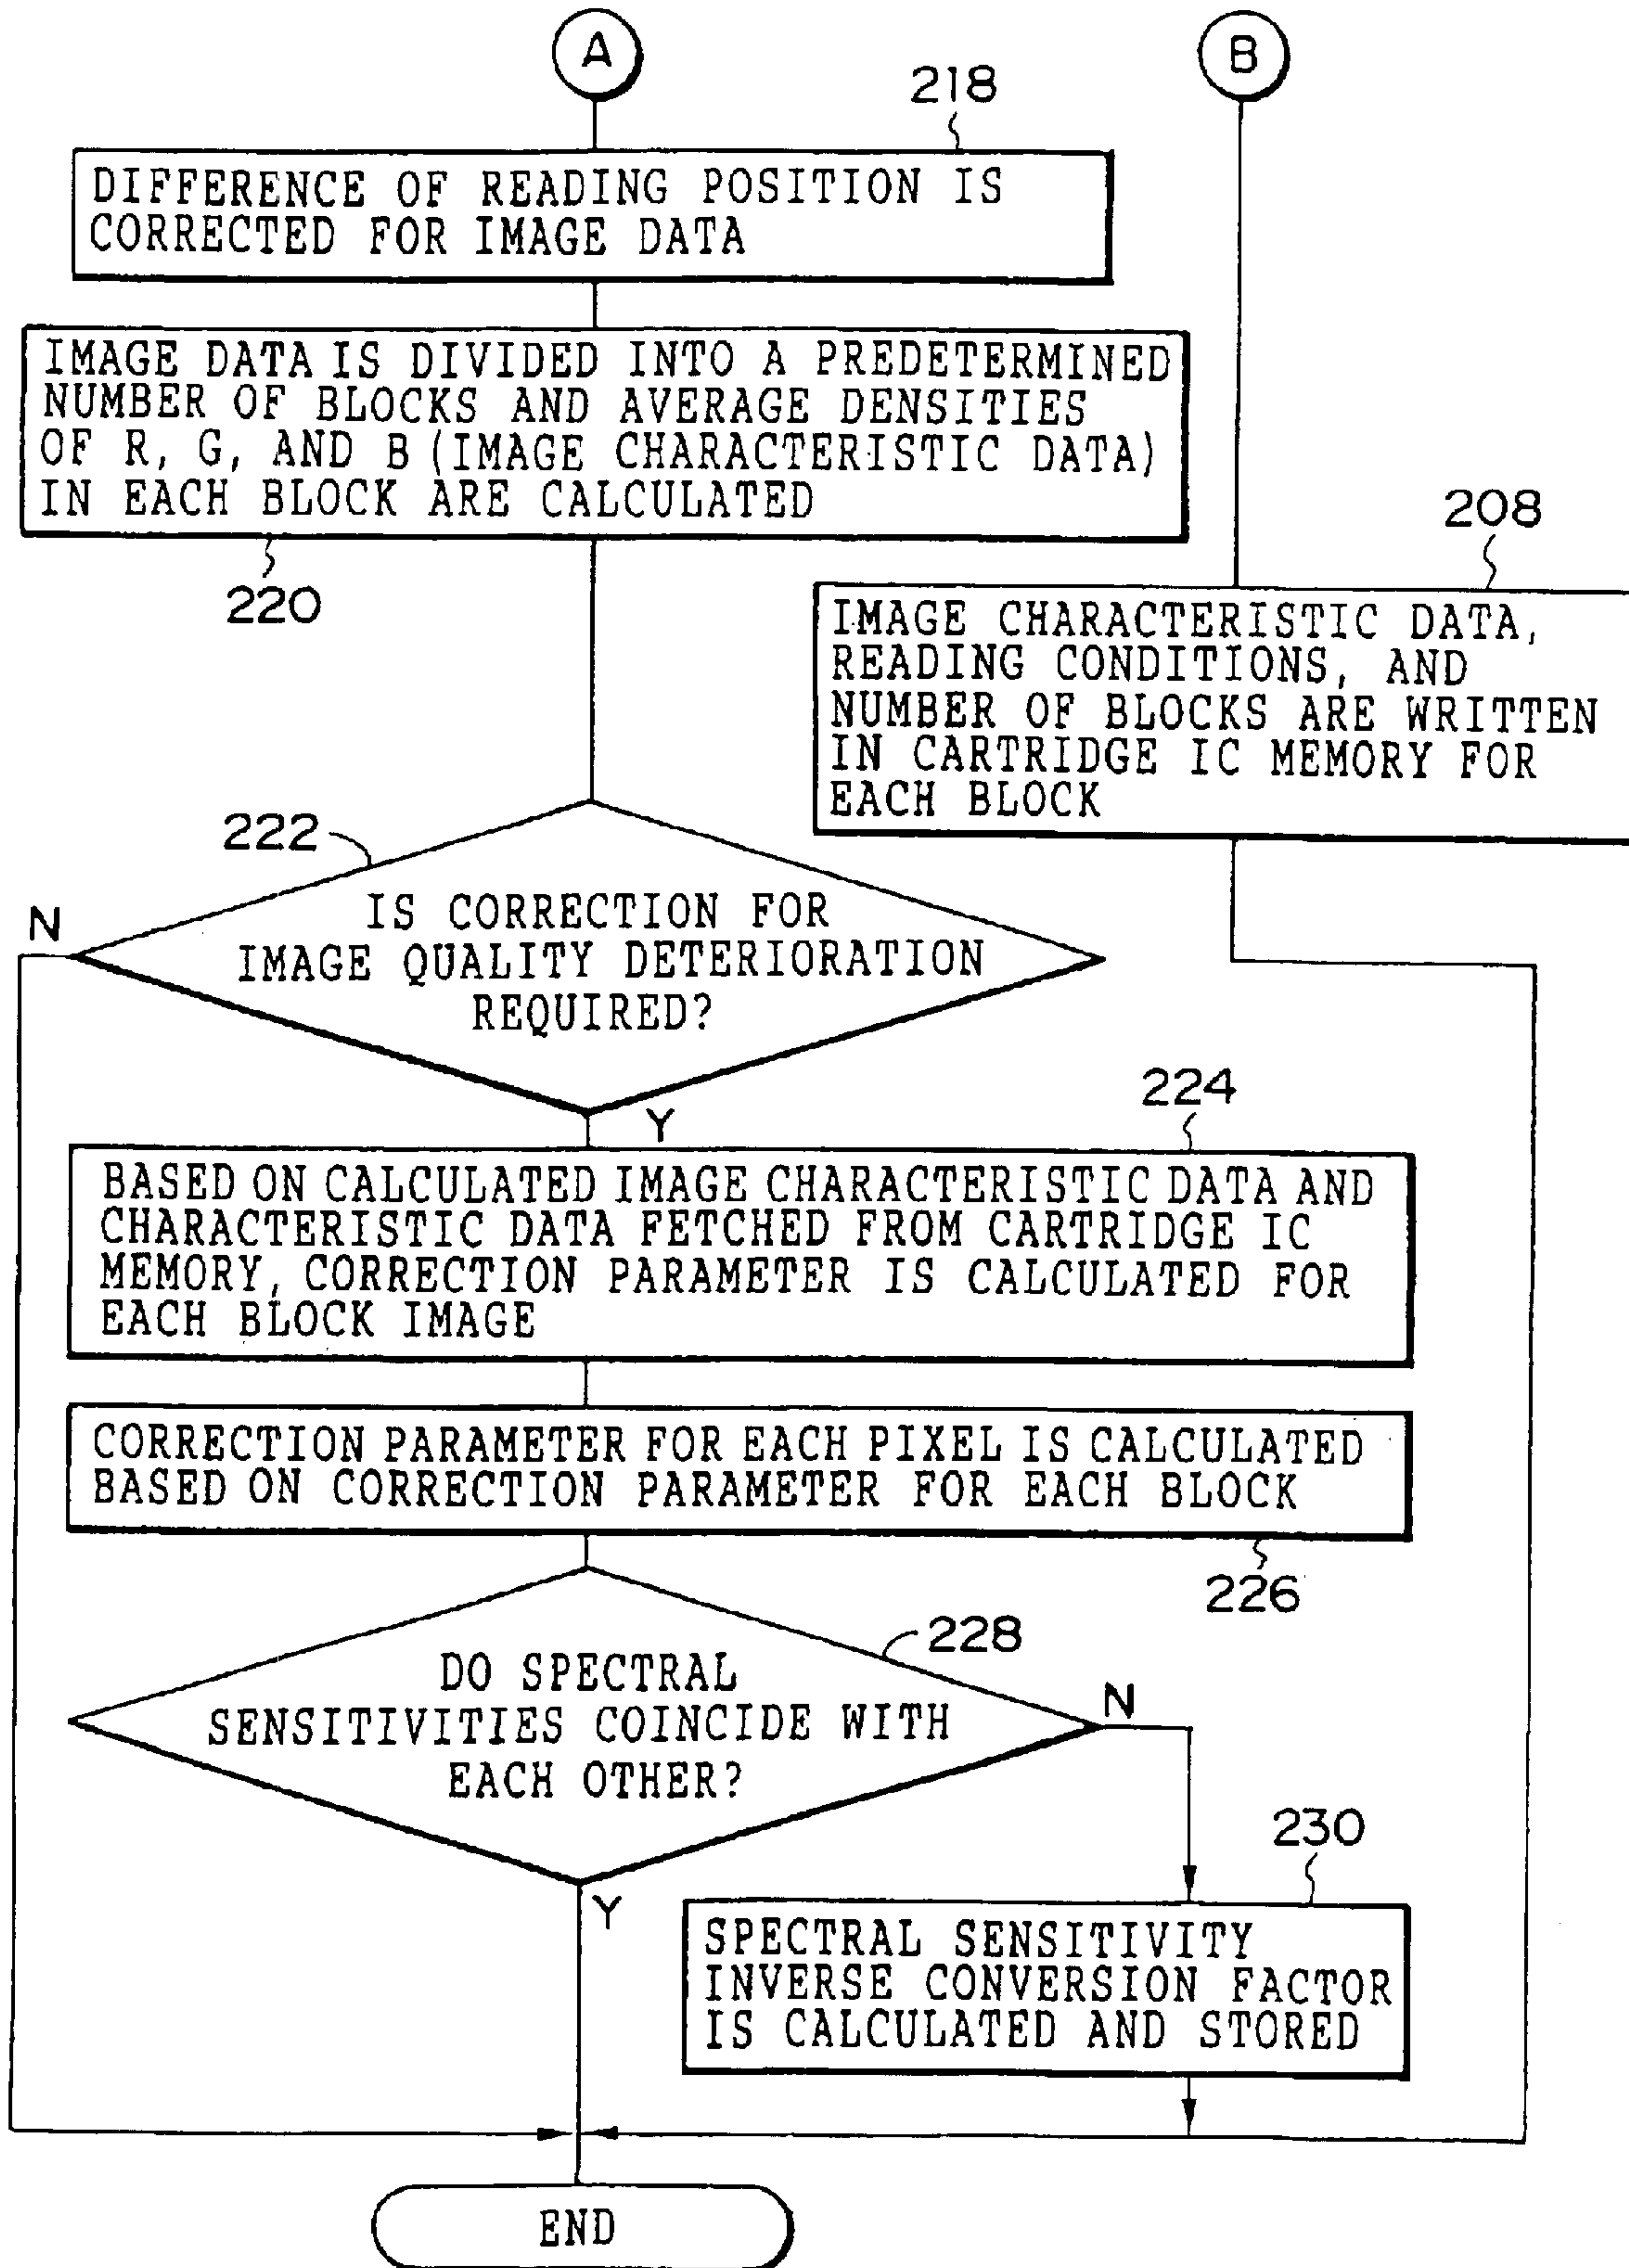 A
B
218
DIFFERENCE OF READING POSITION IS
CORRECTED FOR IMAGE DATA
IMAGE DATA IS DIVIDED INTO A PREDETERMINED
NUMBER OF BLOCKS AND AVERAGE DENSITIES
OF R, G, AND B (IMAGE CHARACTERISTIC DATA)
IN EACH BLOCK ARE CALCULATED
220
208
IMAGE CHARACTERISTIC DATA,
READING CONDITIONS, AND
NUMBER OF BLOCKS ARE WRITTEN
IN CARTRIDGE IC MEMORY FOR
EACH BLOCK
222
N
IS CORRECTION FOR
IMAGE QUALITY DETERIORATION
REQUIRED?
Y
224
BASED ON CALCULATED IMAGE CHARACTERISTIC DATA AND
CHARACTERISTIC DATA FETCHED FROM CARTRIDGE IC
MEMORY, CORRECTION PARAMETER IS CALCULATED FOR
EACH BLOCK IMAGE
CORRECTION PARAMETER FOR EACH PIXEL IS CALCULATED
BASED ON CORRECTION PARAMETER FOR EACH BLOCK
226
228
DO SPECTRAL
SENSITIVITIES COINCIDE WITH
EACH OTHER?
N
Y
230
SPECTRAL SENSITIVITY
INVERSE CONVERSION FACTOR
IS CALCULATED AND STORED
END